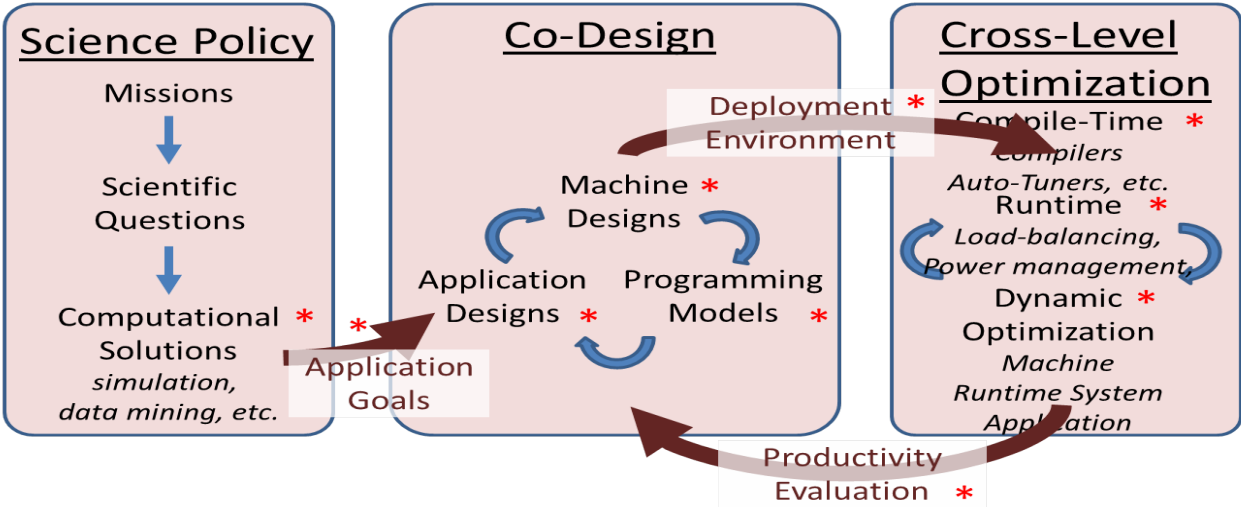 Science Policy
Missions
Scientific
Questions
Computational *
Solutions
simulation,
data mining, etc.
*
Application
Goals
Co-Design
Machine *
Designs
Application
Designs *
Programming
Models *
Deployment *
Environment
Cross-Level
Optimization
Compile-Time *
Compilers
Auto-Tuners, etc.
Runtime *
Load-balancing,
Power management,
Dynamic *
Optimization
Machine
Runtime System
Application
Productivity
Evaluation *